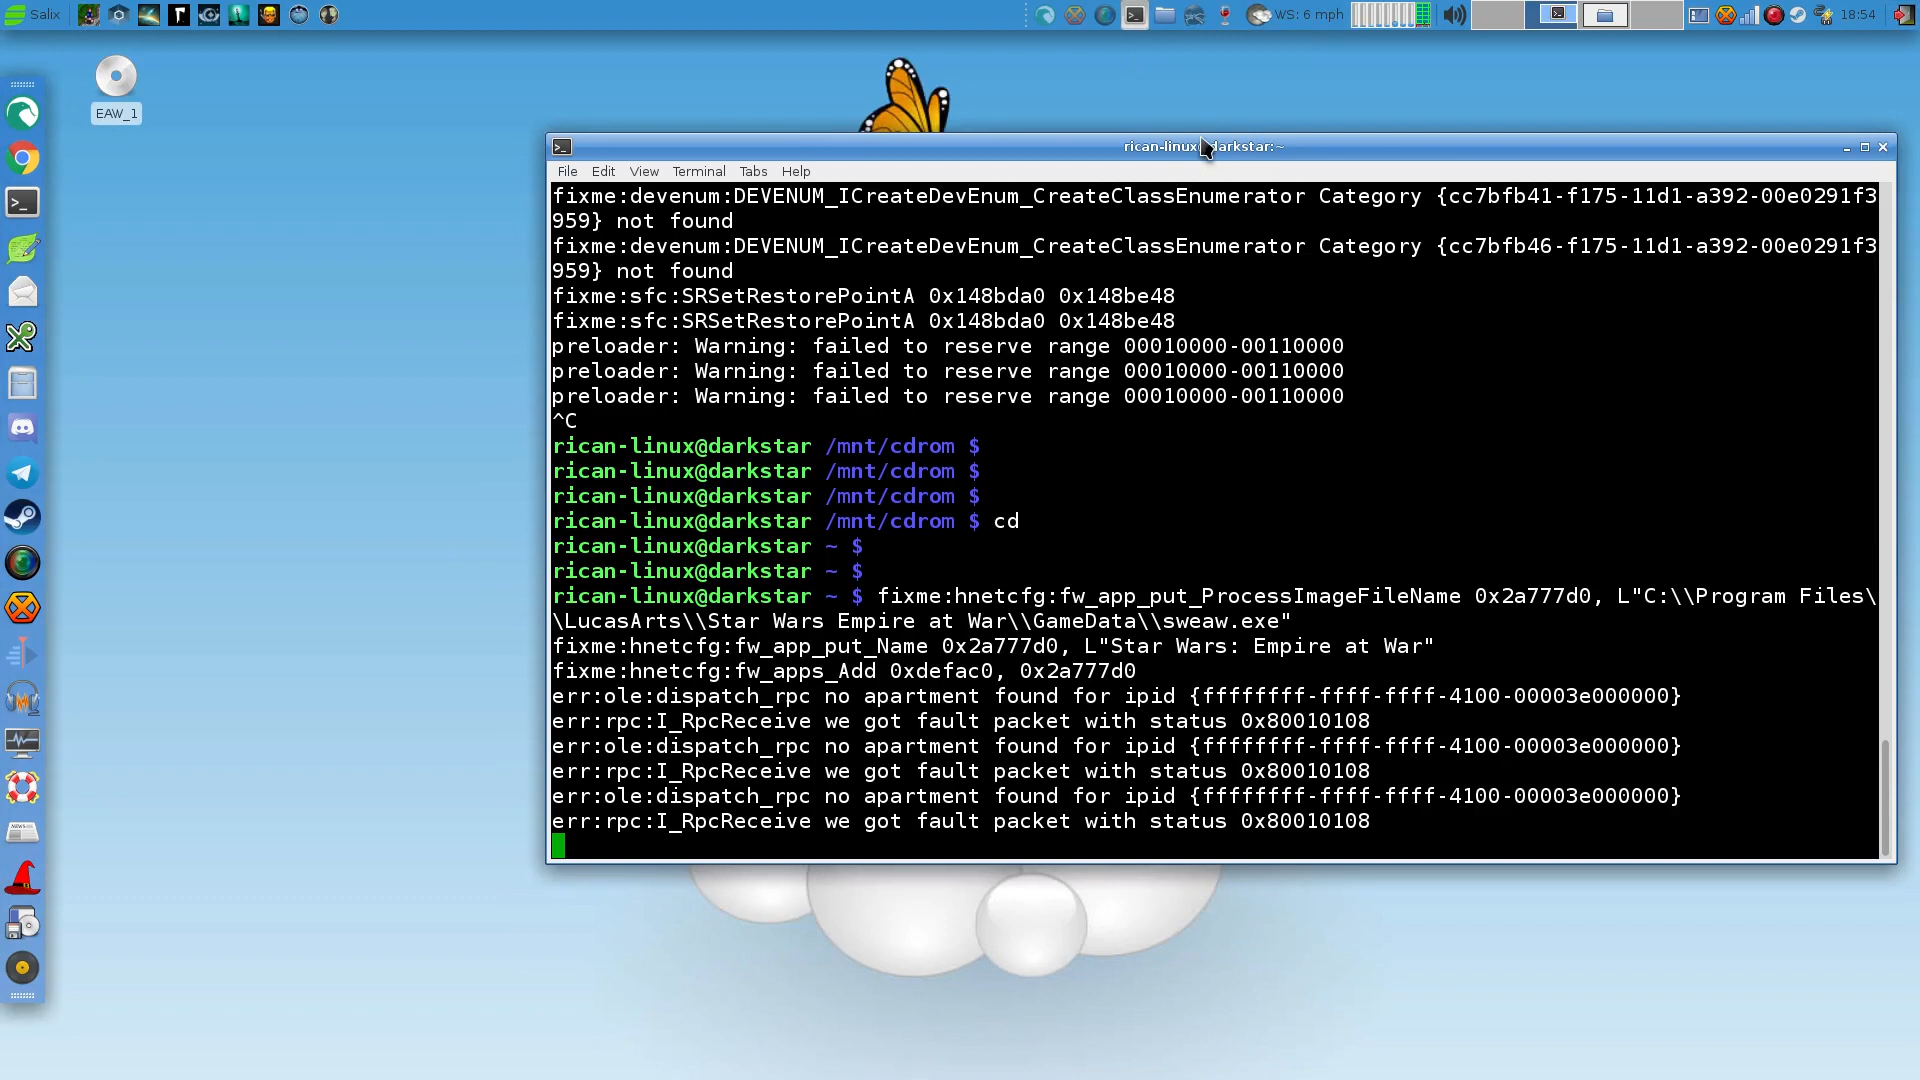 Salix
WS: 6 mph
18:54
EAW_1
rican-linux@darkstar:~
File Edit View Terminal Tabs Help
fixme:devenum:DEVENUM_ICreateDevEnum_CreateClassEnumerator Category {cc7bfb41-f175-11d1-a392-00e0291f3
959} not found
fixme:devenum:DEVENUM_ICreateDevEnum_CreateClassEnumerator Category {cc7bfb46-f175-11d1-a392-00e0291f3
959} not found
fixme:sfc:SRSetRestorePointA 0x148bda0 0x148be48
fixme:sfc:SRSetRestorePointA 0x148bda0 0x148be48
preloader: Warning: failed to reserve range 00010000-00110000
preloader: Warning: failed to reserve range 00010000-00110000
preloader: Warning: failed to reserve range 00010000-00110000
^C
rican-linux@darkstar /mnt/cdrom $
rican-linux@darkstar /mnt/cdrom $
rican-linux@darkstar /mnt/cdrom $
rican-linux@darkstar /mnt/cdrom $ cd
rican-linux@darkstar ~ $
rican-linux@darkstar ~ $
rican-linux@darkstar ~ $ fixme:hnetcfg:fw_app_put_ProcessImageFileName 0x2a777d0, L"C:\\Program Files\
\LucasArts\\Star Wars Empire at War\\GameData\\sweaw.exe"
fixme:hnetcfg:fw_app_put_Name 0x2a777d0, L"Star Wars: Empire at War"
fixme:hnetcfg:fw_apps_Add 0xdefac0, 0x2a777d0
err:ole:dispatch_rpc no apartment found for ipid {ffffffff-ffff-ffff-4100-00003e000000}
err:rpc:I_RpcReceive we got fault packet with status 0x80010108
err:ole:dispatch_rpc no apartment found for ipid {ffffffff-ffff-ffff-4100-00003e000000}
err:rpc:I_RpcReceive we got fault packet with status 0x80010108
err:ole:dispatch_rpc no apartment found for ipid {ffffffff-ffff-ffff-4100-00003e000000}
err:rpc:I_RpcReceive we got fault packet with status 0x80010108